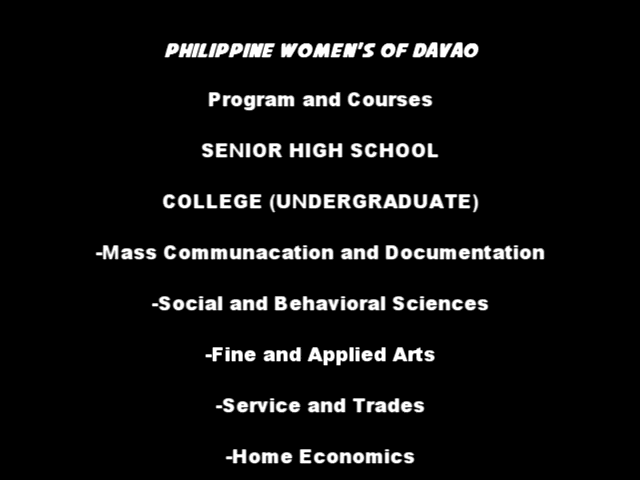 PHILIPPINE WOMEN'S OF DAVAO
Program and Courses
SENIOR HIGH SCHOOL
COLLEGE (UNDERGRADUATE)
-Mass Communacation and Documentation
-Social and Behavioral Sciences
-Fine and Applied Arts
-Service and Trades
-Home Economics